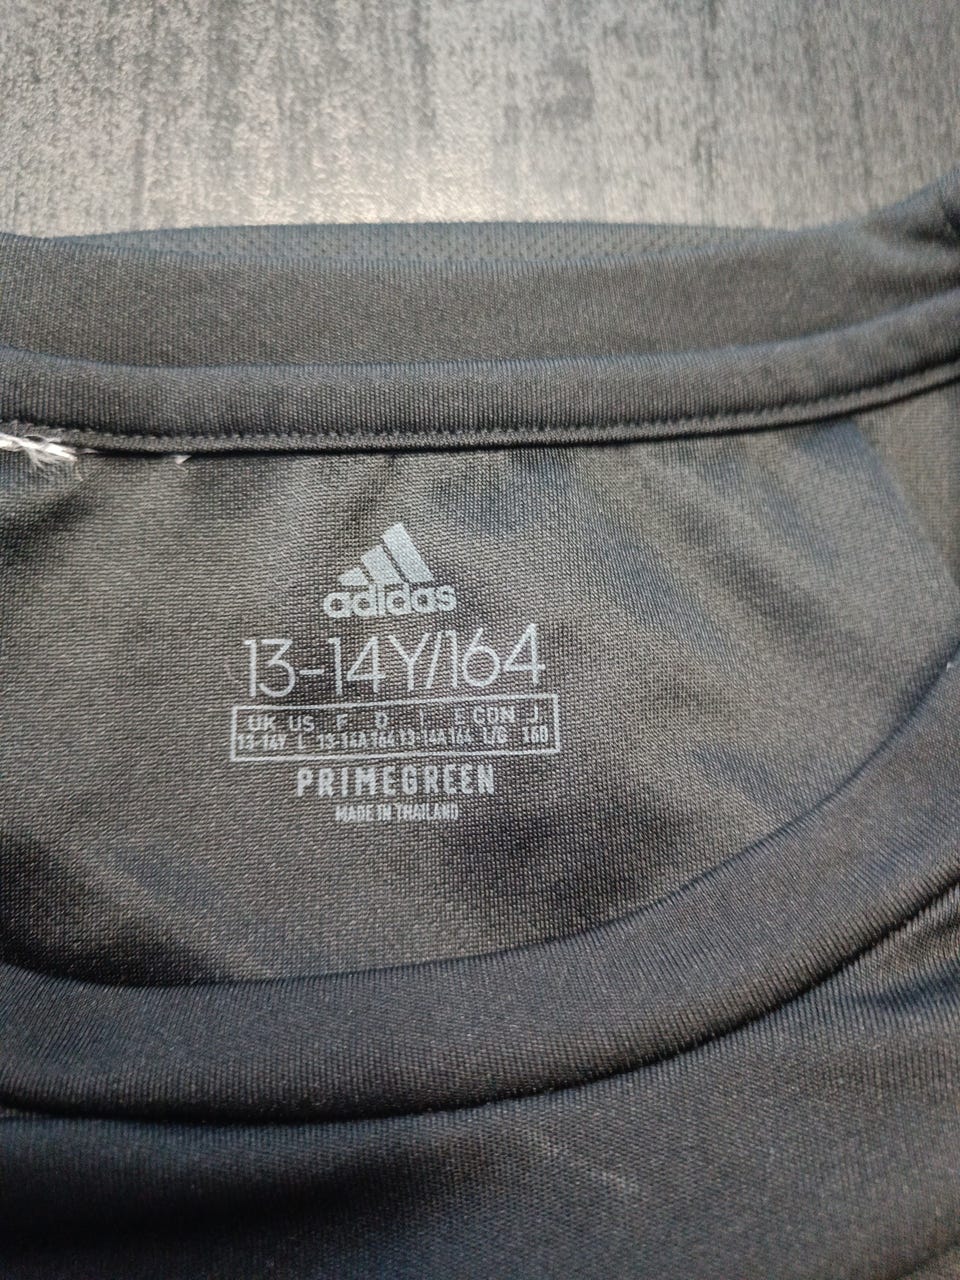 adidas
13-14Y/164
UK US F D I E CDN J
13-14Y L 13-14A 164 13-14A 164 L/G 160
PRIMEGREEN
MADE IN THAILAND